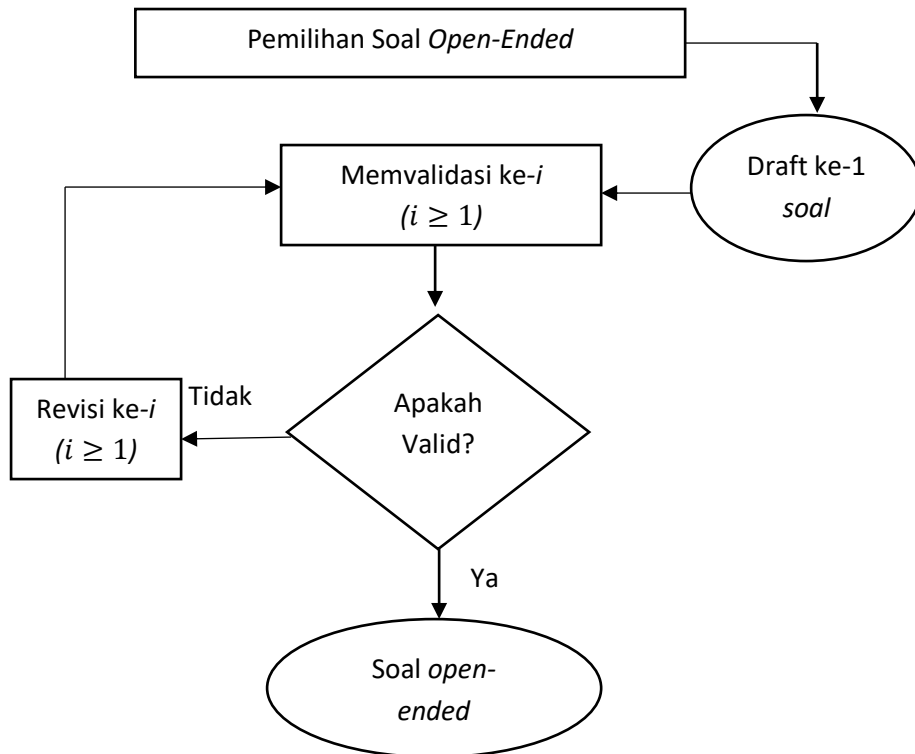 Pemilihan Soal Open-Ended
Draft ke-1
soal
Memvalidasi ke-i
(i ≥ 1)
Apakah
Valid?
Tidak
Revisi ke-i
(i ≥ 1)
Ya
Soal open-
ended